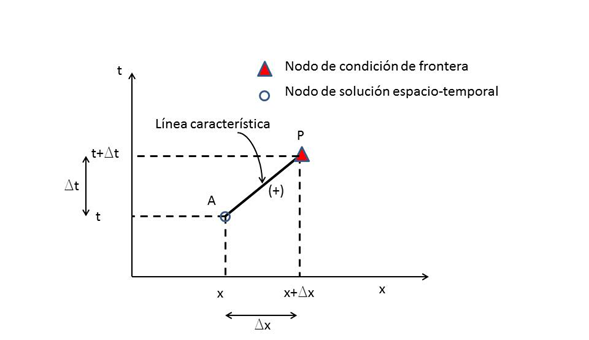 t
Nodo de condición de frontera
Nodo de solución espacio-temporal
Línea característica
P
t+Δt
Δt
(+)
A
t
x
x+Δx
x
Δx